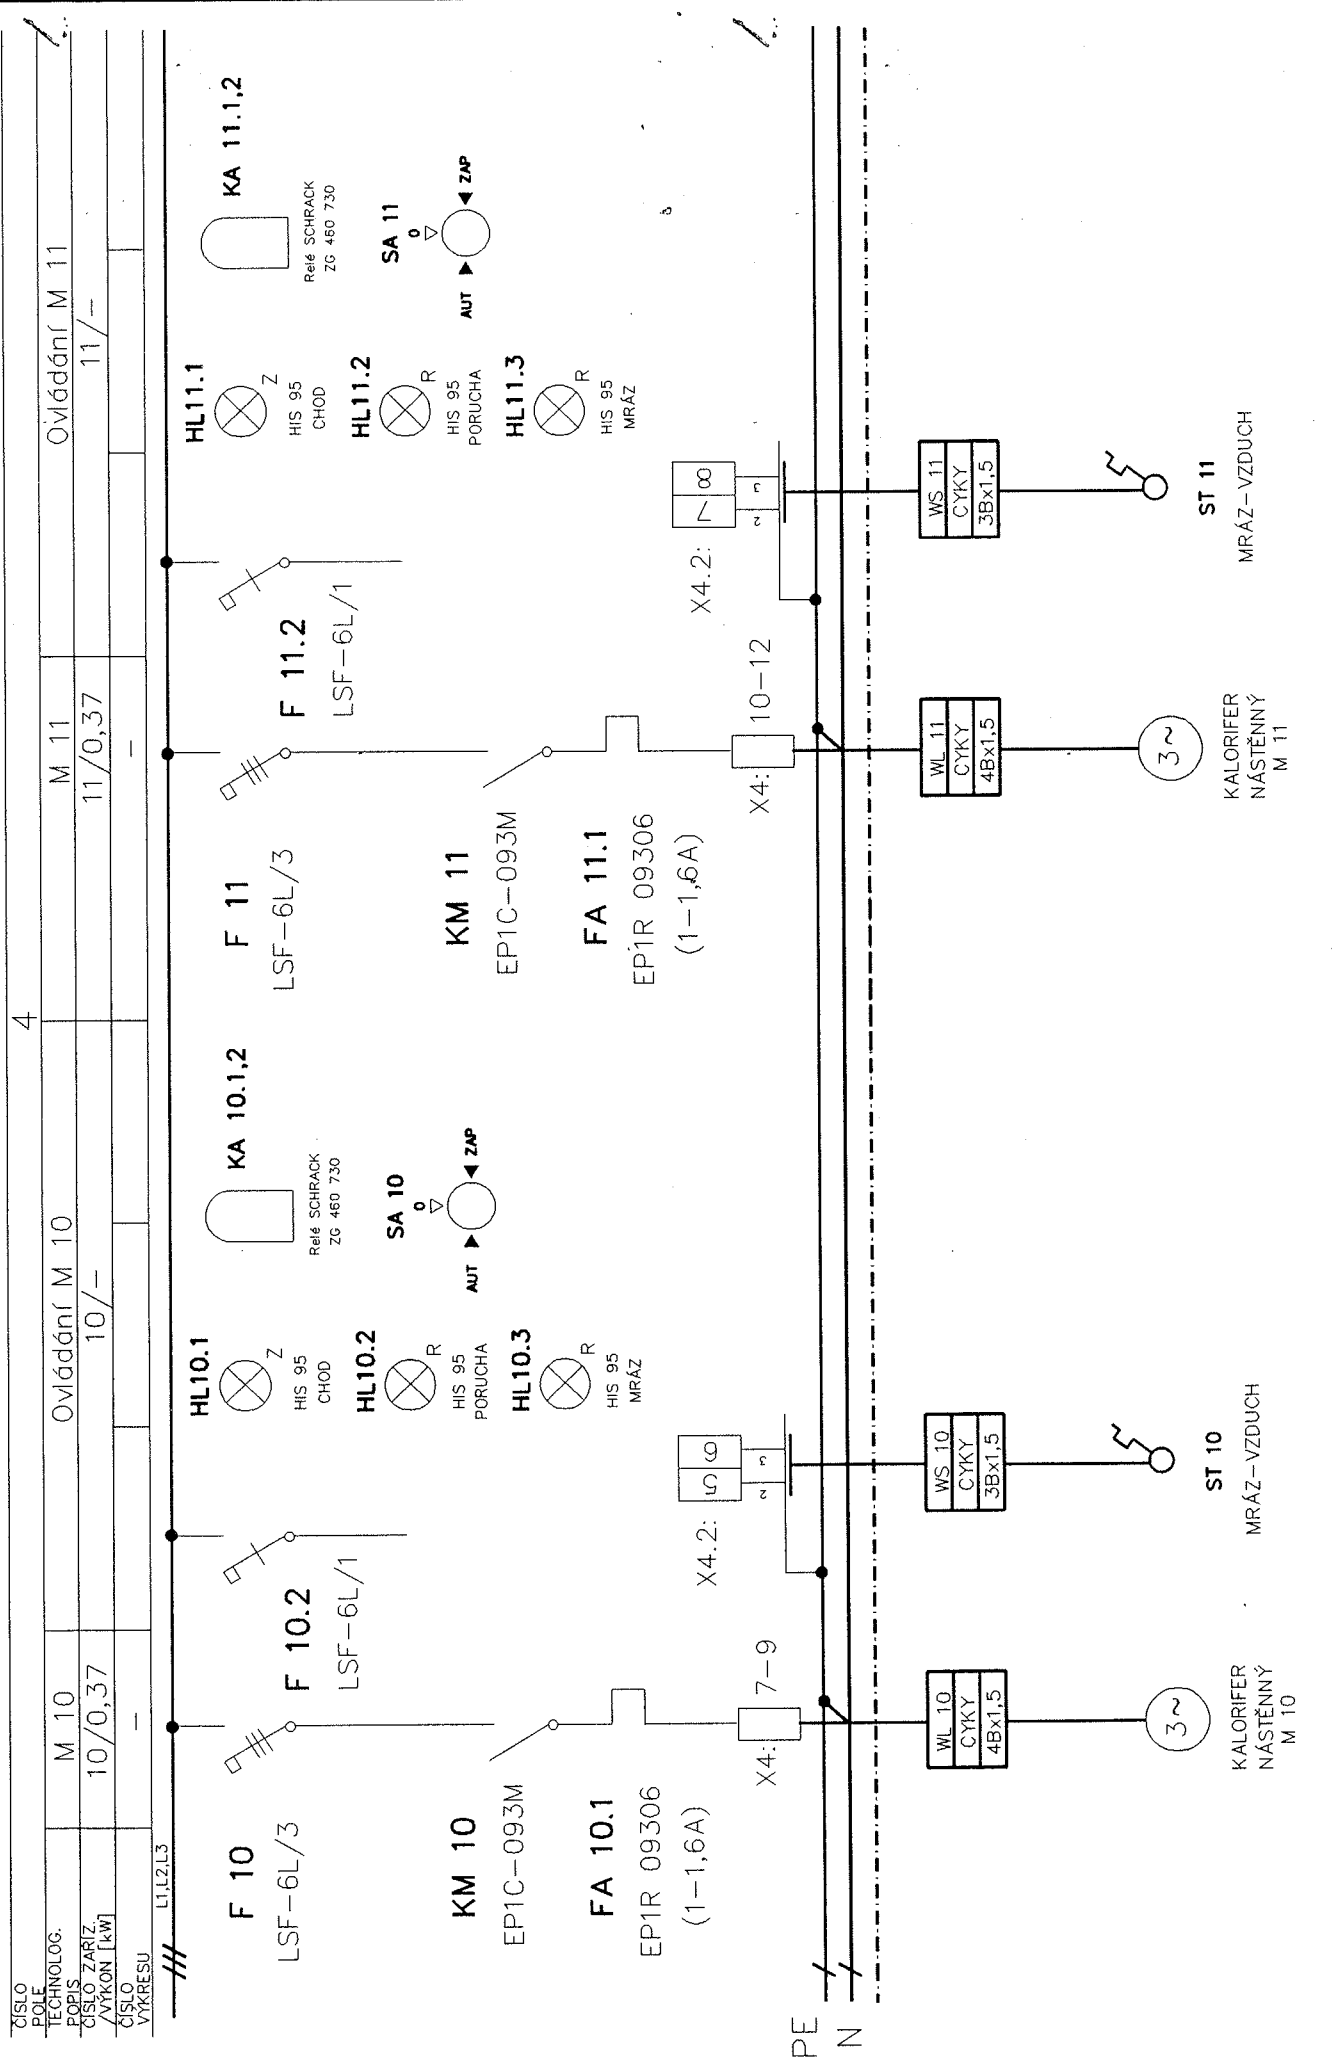 ČÍSLO
POLE
4
TECHNOLOG.
POPIS
M 10
Ovládání M 10
M 11
Ovládání M 11
ČÍSLO ZAŘÍZ.
/VÝKON [kW]
10/0,37
10/-
11/0,37
11/-
ČÍSLO
VÝKRESU
-
-
L1,L2,L3
F 10
LSF-6L/3
F 10.2
LSF-6L/1
KM 10
EP1C-093M
FA 10.1
EP1R 09306
(1-1,6A)
HL10.1
Z
HIS 95
CHOD
HL10.2
R
HIS 95
PORUCHA
HL10.3
R
HIS 95
MRÁZ
KA 10.1,2
Relé SCHRACK
ZG 460 730
SA 10
0
AUT
ZAP
X4:
7-9
X4.2:
5
6
2
3
WL 10
CYKY
4Bx1,5
WS 10
CYKY
3Bx1,5
3~
KALORIFER
NÁSTĚNNÝ
M 10
ST 10
MRÁZ-VZDUCH
F 11
LSF-6L/3
F 11.2
LSF-6L/1
KM 11
EP1C-093M
FA 11.1
EP1R 09306
(1-1,6A)
HL11.1
Z
HIS 95
CHOD
HL11.2
R
HIS 95
PORUCHA
HL11.3
R
HIS 95
MRÁZ
KA 11.1,2
Relé SCHRACK
ZG 460 730
SA 11
0
AUT
ZAP
X4:
10-12
X4.2:
7
8
2
3
WL 11
CYKY
4Bx1,5
WS 11
CYKY
3Bx1,5
3~
KALORIFER
NÁSTĚNNÝ
M 11
ST 11
MRÁZ-VZDUCH
PE
N